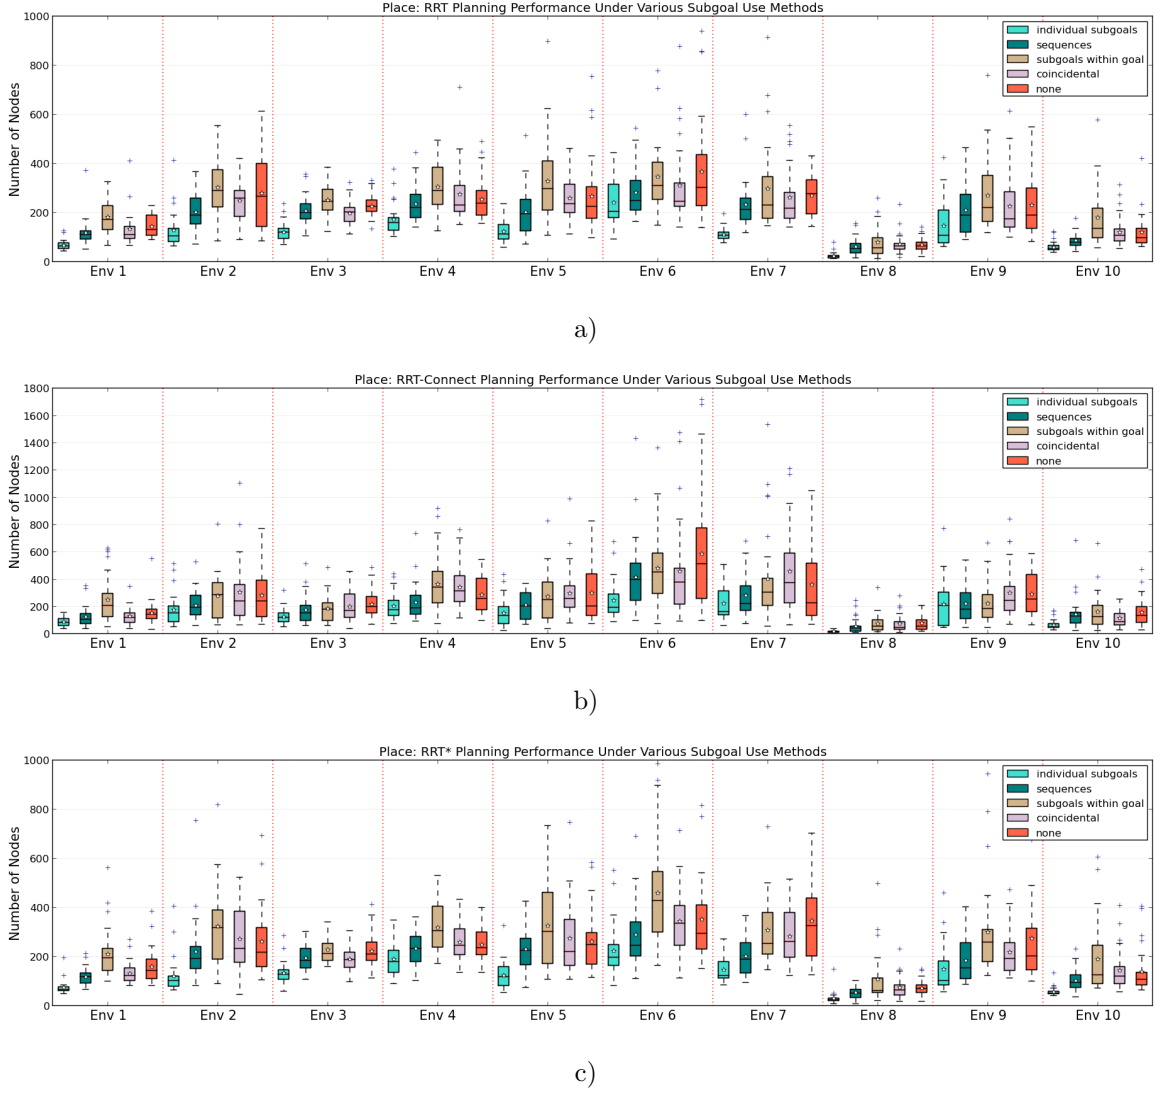 Place: RRT Planning Performance Under Various Subgoal Use Methods
1000
800
600
400
200
0
Number of Nodes
individual subgoals
sequences
subgoals within goal
coincidental
none
Env 1 Env 2 Env 3 Env 4 Env 5 Env 6 Env 7 Env 8 Env 9 Env 10
a)
Place: RRT-Connect Planning Performance Under Various Subgoal Use Methods
1800
1600
1400
1200
1000
800
600
400
200
0
Number of Nodes
individual subgoals
sequences
subgoals within goal
coincidental
none
Env 1 Env 2 Env 3 Env 4 Env 5 Env 6 Env 7 Env 8 Env 9 Env 10
b)
Place: RRT* Planning Performance Under Various Subgoal Use Methods
1000
800
600
400
200
0
Number of Nodes
individual subgoals
sequences
subgoals within goal
coincidental
none
Env 1 Env 2 Env 3 Env 4 Env 5 Env 6 Env 7 Env 8 Env 9 Env 10
c)